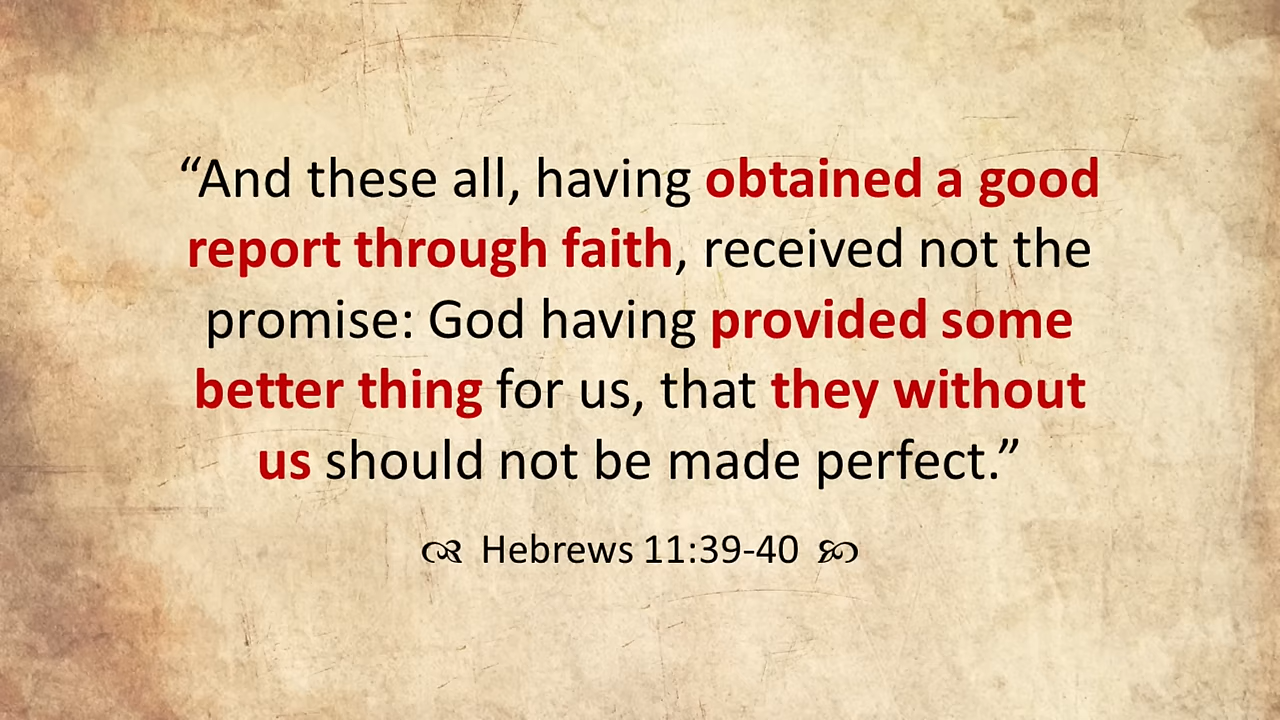 “And these all, having obtained a good
report through faith, received not the
promise: God having provided some
better thing for us, that they without
us should not be made perfect.”
Hebrews 11:39-40